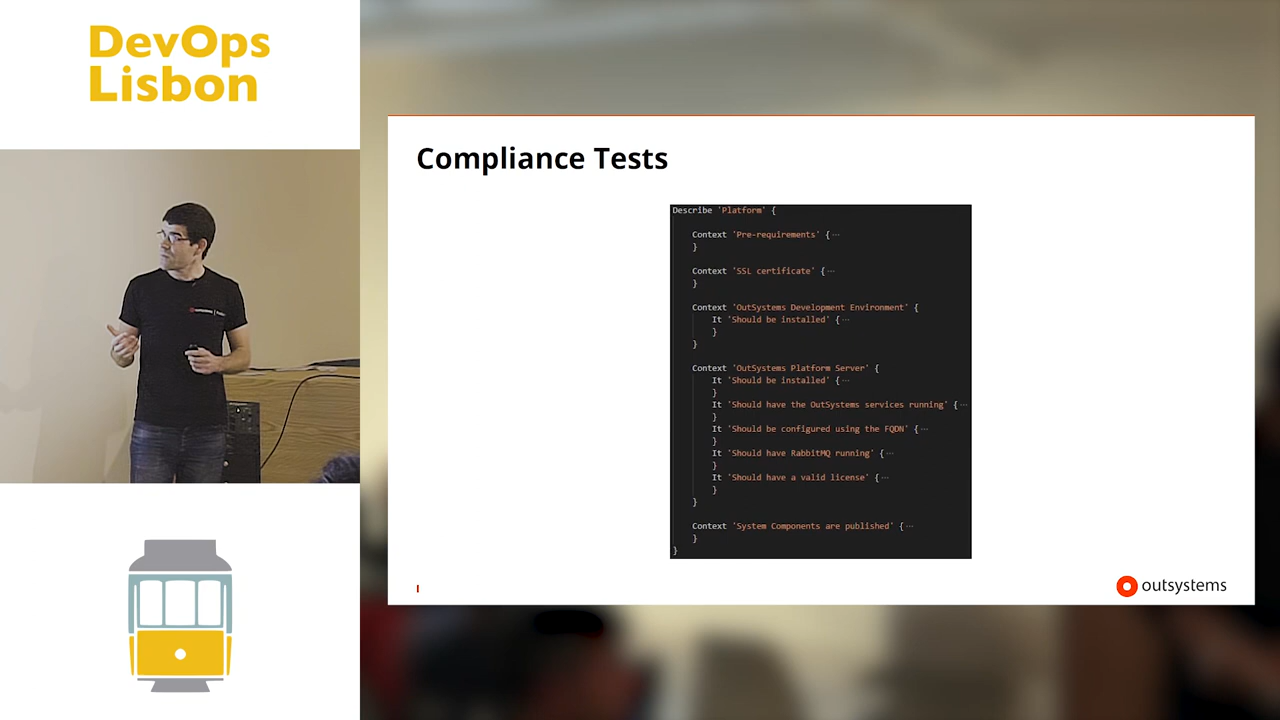 DevOps
Lisbon
Compliance Tests
Describe 'Platform' {
Context 'Pre-requirements' {···
}
Context 'SSL certificate' {···
}
Context 'OutSystems Development Environment' {
It 'Should be installed' {···
}
}
Context 'OutSystems Platform Server' {
It 'Should be installed' {···
}
It 'Should have the OutSystems services running' {···
}
It 'Should be configured using the FQDN' {···
}
It 'Should have RabbitMQ running' {···
}
It 'Should have a valid license' {···
}
}
Context 'System Components are published' {···
}
}
outsystems